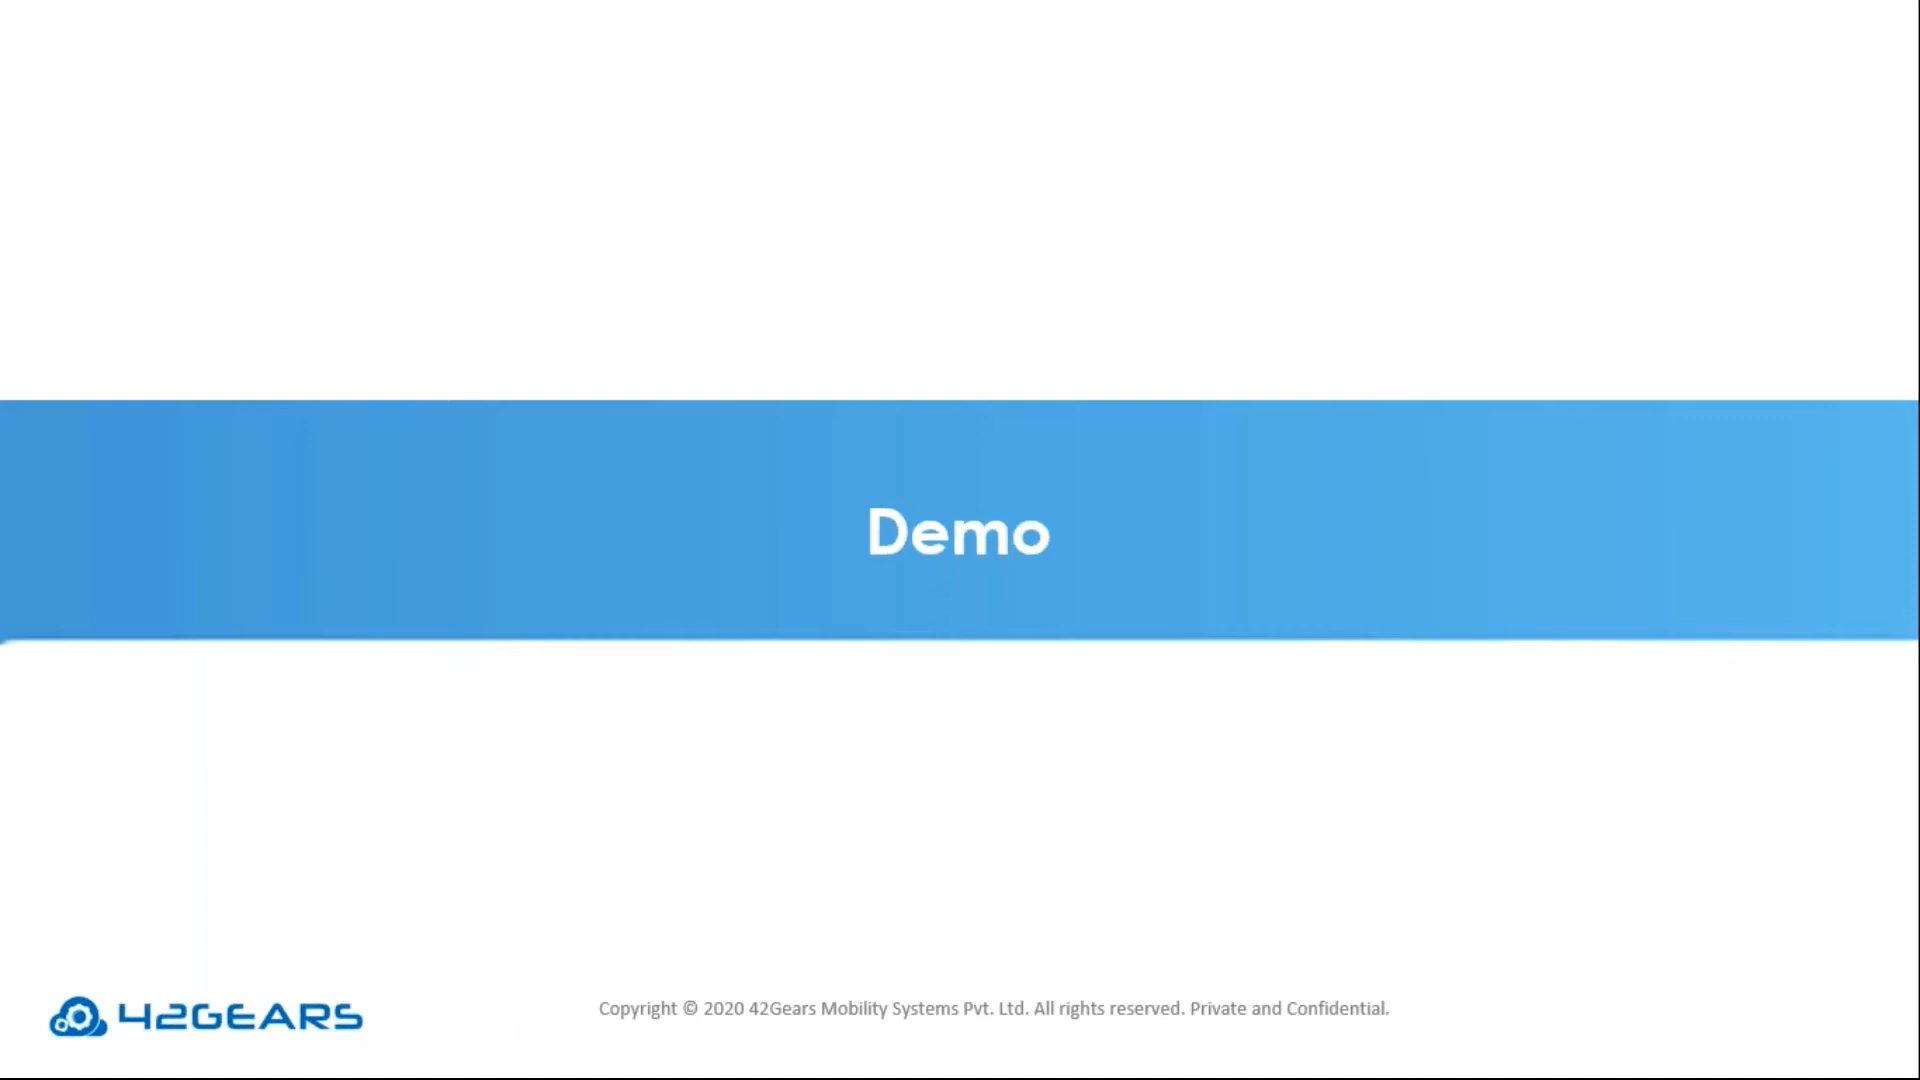 Demo
42GEARS
Copyright © 2020 42Gears Mobility Systems Pvt. Ltd. All rights reserved. Private and Confidential.